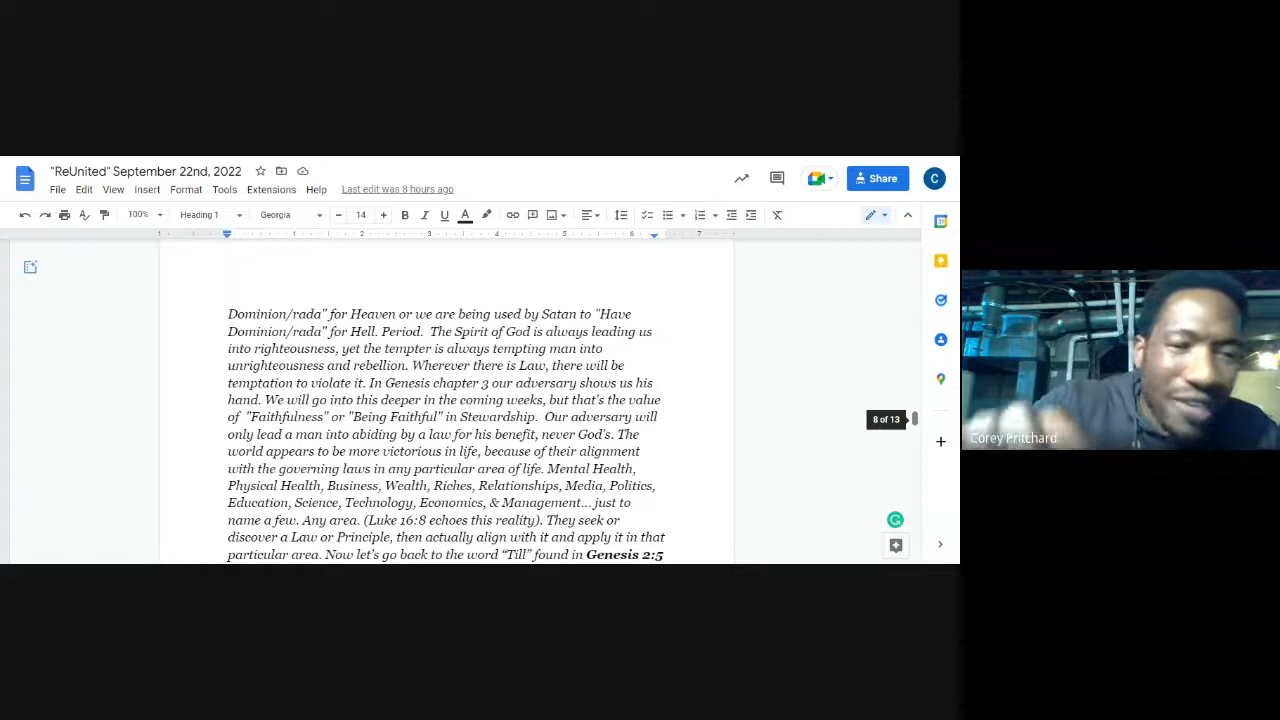 "ReUnited" September 22nd, 2022
File Edit View Insert Format Tools Extensions Help Last edit was 8 hours ago
Share
C
100% Heading 1 Georgia 14 B I U A
1 1 2 3 4 5 6 7
Dominion/rada" for Heaven or we are being used by Satan to "Have
Dominion/rada" for Hell. Period. The Spirit of God is always leading us
into righteousness, yet the tempter is always tempting man into
unrighteousness and rebellion. Wherever there is Law, there will be
temptation to violate it. In Genesis chapter 3 our adversary shows us his
hand. We will go into this deeper in the coming weeks, but that's the value
of "Faithfulness" or "Being Faithful" in Stewardship. Our adversary will
only lead a man into abiding by a law for his benefit, never God's. The
world appears to be more victorious in life, because of their alignment
with the governing laws in any particular area of life. Mental Health,
Physical Health, Business, Wealth, Riches, Relationships, Media, Politics,
Education, Science, Technology, Economics, & Management... just to
name a few. Any area. (Luke 16:8 echoes this reality). They seek or
discover a Law or Principle, then actually align with it and apply it in that
particular area. Now let's go back to the word “Till” found in Genesis 2:5
8 of 13
Corey Pritchard